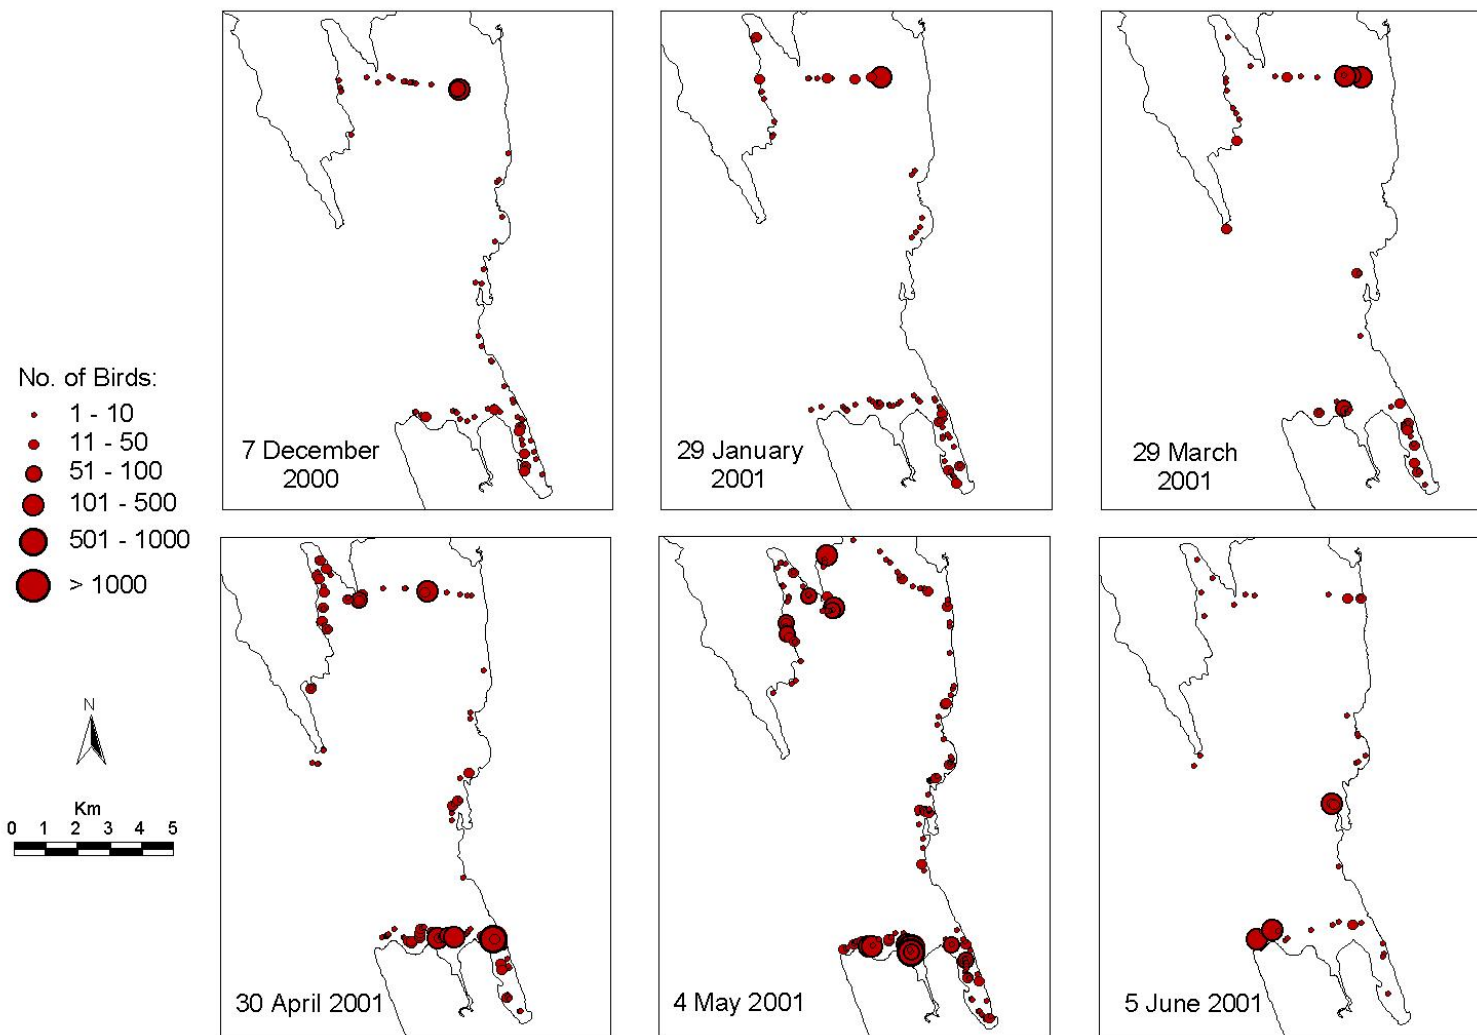 7 December
2000
29 January
2001
29 March
2001
No. of Birds:
1 - 10
11 - 50
51 - 100
101 - 500
501 - 1000
> 1000
N
Km
0 1 2 3 4 5
30 April 2001
4 May 2001
5 June 2001